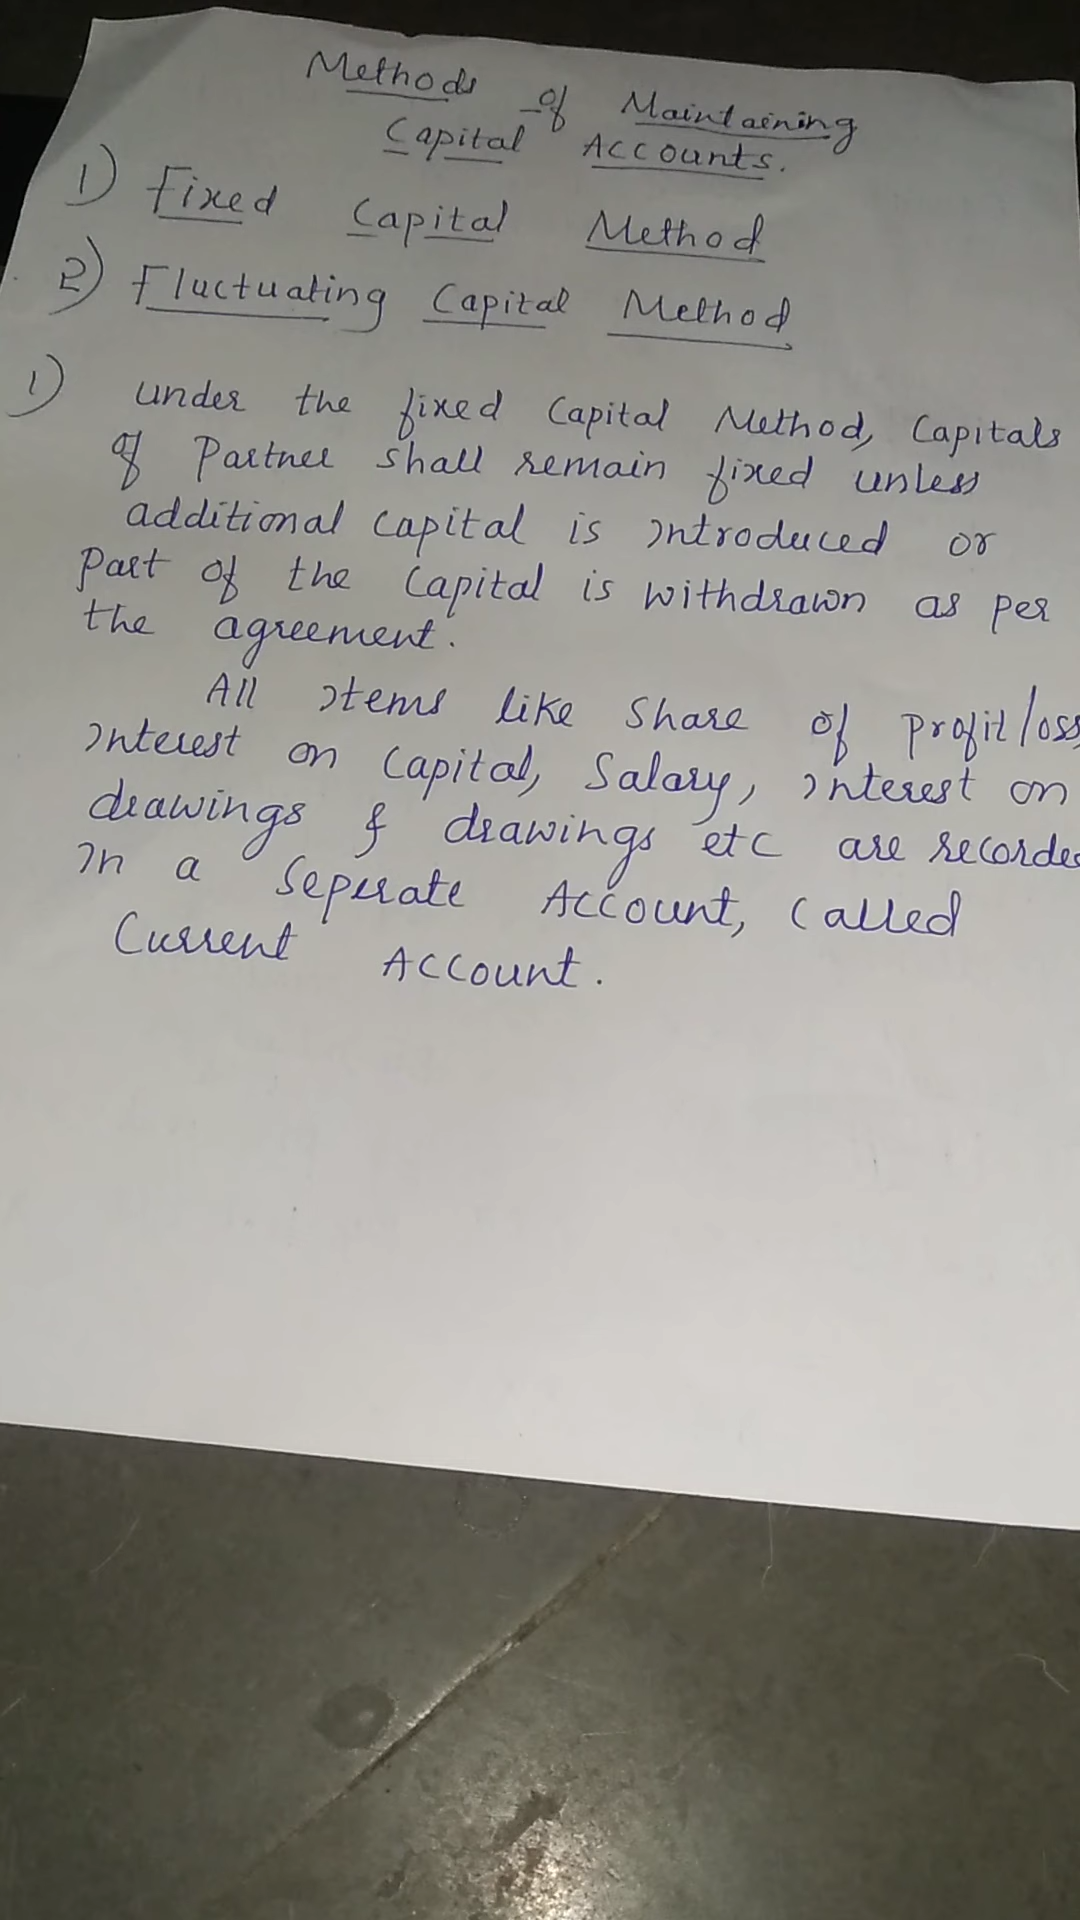 Methods of Maintaining
Capital Accounts.
1) Fixed Capital Method
2) Fluctuating Capital Method
1) under the fixed Capital Method, Capitals
of Partner shall remain fixed unless
additional capital is introduced or
Part of the Capital is withdrawn as per
the agreement.
All items like Share of profit/loss
interest on Capital, Salary, interest on
drawings & drawings etc are recorded
in a Seperate Account, Called
Current Account.